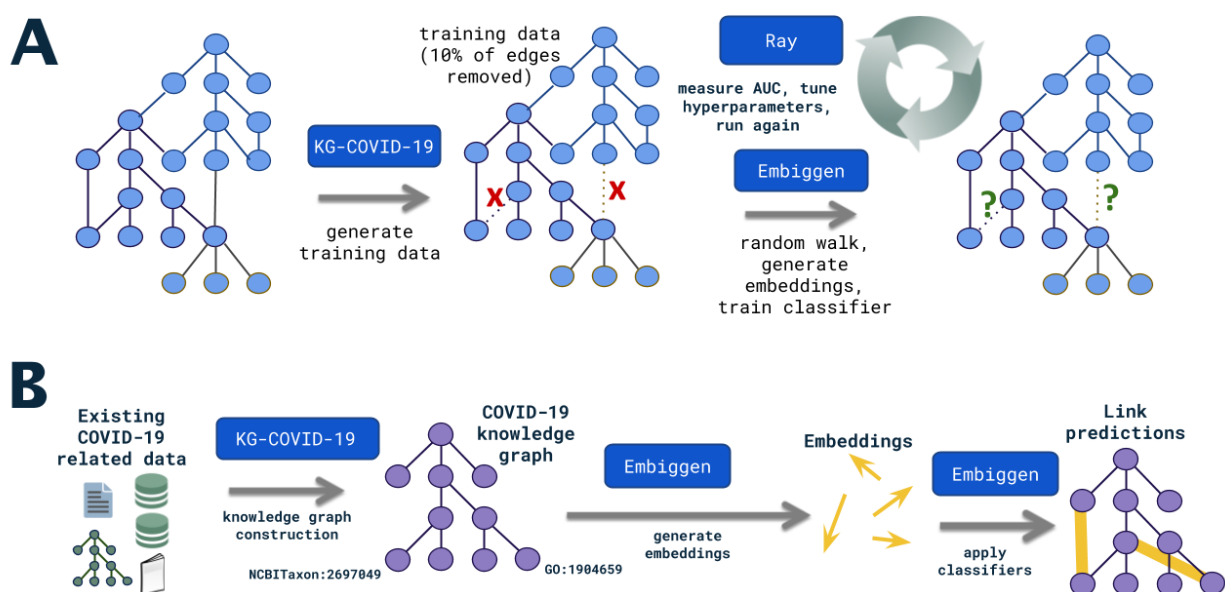 A
KG-COVID-19
generate
training data
training data
(10% of edges
removed)
X
X
Ray
measure AUC, tune
hyperparameters,
run again
Embiggen
random walk,
generate
embeddings,
train classifier
?
?
B
Existing
COVID-19
related data
KG-COVID-19
knowledge graph
construction
COVID-19
knowledge
graph
NCBITaxon:2697049
GO:1904659
Embiggen
generate
embeddings
Embeddings
Embiggen
apply
classifiers
Link
predictions